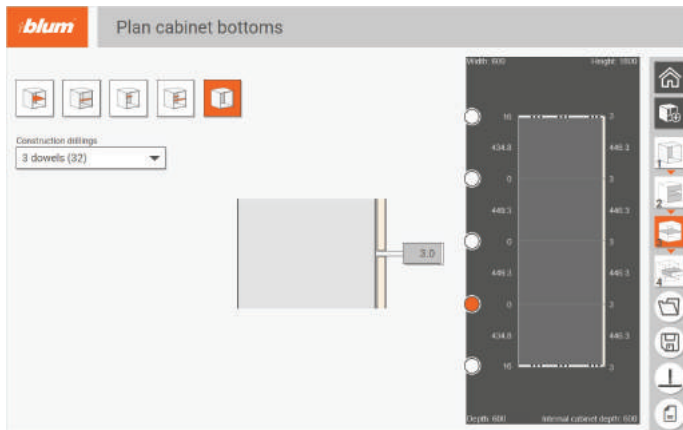 blum
Plan cabinet bottoms
Construction drillings
3 dowels (32)
3.0
Width: 600 Height: 1800
16 3
434.8 446.3
0 3
446.3 446.3
0 3
446.3 446.3
0 3
434.8 446.3
16 3
Depth: 600 Internal cabinet depth: 600
1
2
3
4